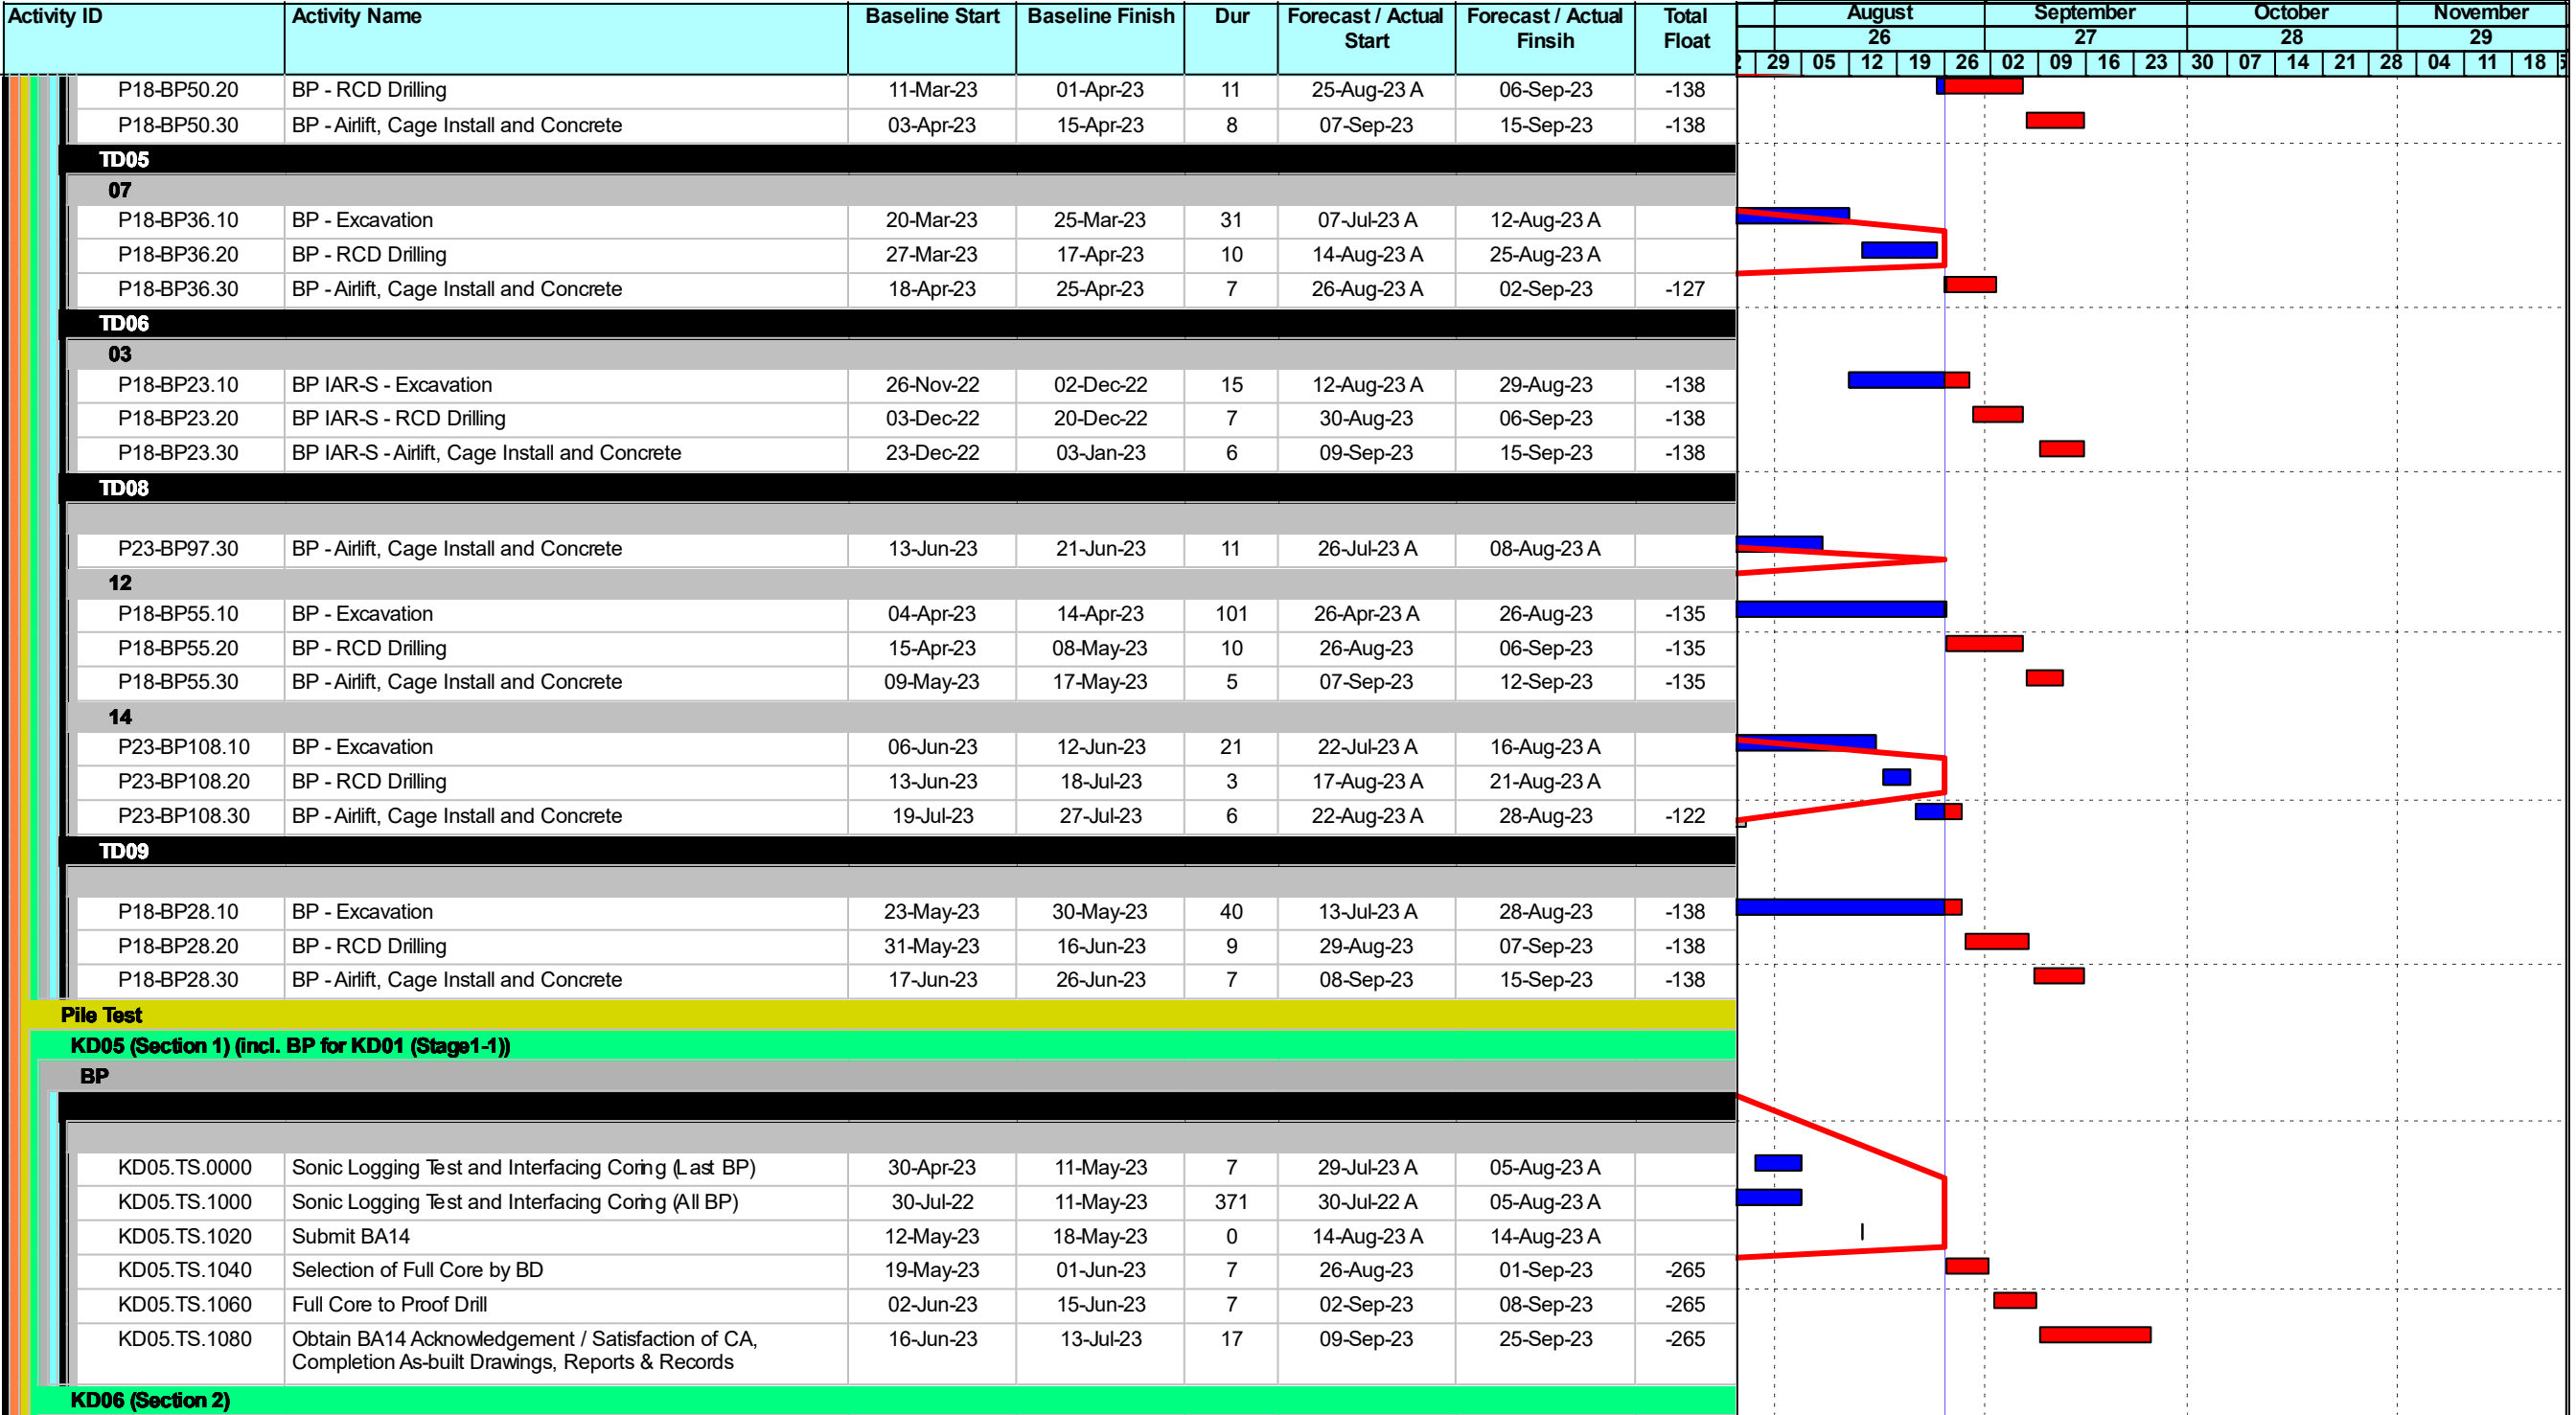 Activity ID Activity Name Baseline Start Baseline Finish Dur Forecast / Actual Start Forecast / Actual Finsih Total Float August September October November
26 27 28 29
29 05 12 19 26 02 09 16 23 30 07 14 21 28 04 11 18
P18-BP50.20 BP - RCD Drilling 11-Mar-23 01-Apr-23 11 25-Aug-23 A 06-Sep-23 -138
P18-BP50.30 BP - Airlift, Cage Install and Concrete 03-Apr-23 15-Apr-23 8 07-Sep-23 15-Sep-23 -138
TD05
07
P18-BP36.10 BP - Excavation 20-Mar-23 25-Mar-23 31 07-Jul-23 A 12-Aug-23 A
P18-BP36.20 BP - RCD Drilling 27-Mar-23 17-Apr-23 10 14-Aug-23 A 25-Aug-23 A
P18-BP36.30 BP - Airlift, Cage Install and Concrete 18-Apr-23 25-Apr-23 7 26-Aug-23 A 02-Sep-23 -127
TD06
03
P18-BP23.10 BP IAR-S - Excavation 26-Nov-22 02-Dec-22 15 12-Aug-23 A 29-Aug-23 -138
P18-BP23.20 BP IAR-S - RCD Drilling 03-Dec-22 20-Dec-22 7 30-Aug-23 06-Sep-23 -138
P18-BP23.30 BP IAR-S - Airlift, Cage Install and Concrete 23-Dec-22 03-Jan-23 6 09-Sep-23 15-Sep-23 -138
TD08
P23-BP97.30 BP - Airlift, Cage Install and Concrete 13-Jun-23 21-Jun-23 11 26-Jul-23 A 08-Aug-23 A
12
P18-BP55.10 BP - Excavation 04-Apr-23 14-Apr-23 101 26-Apr-23 A 26-Aug-23 -135
P18-BP55.20 BP - RCD Drilling 15-Apr-23 08-May-23 10 26-Aug-23 06-Sep-23 -135
P18-BP55.30 BP - Airlift, Cage Install and Concrete 09-May-23 17-May-23 5 07-Sep-23 12-Sep-23 -135
14
P23-BP108.10 BP - Excavation 06-Jun-23 12-Jun-23 21 22-Jul-23 A 16-Aug-23 A
P23-BP108.20 BP - RCD Drilling 13-Jun-23 18-Jul-23 3 17-Aug-23 A 21-Aug-23 A
P23-BP108.30 BP - Airlift, Cage Install and Concrete 19-Jul-23 27-Jul-23 6 22-Aug-23 A 28-Aug-23 -122
TD09
P18-BP28.10 BP - Excavation 23-May-23 30-May-23 40 13-Jul-23 A 28-Aug-23 -138
P18-BP28.20 BP - RCD Drilling 31-May-23 16-Jun-23 9 29-Aug-23 07-Sep-23 -138
P18-BP28.30 BP - Airlift, Cage Install and Concrete 17-Jun-23 26-Jun-23 7 08-Sep-23 15-Sep-23 -138
Pile Test
KD05 (Section 1) (incl. BP for KD01 (Stage1-1))
BP
KD05.TS.0000 Sonic Logging Test and Interfacing Coring (Last BP) 30-Apr-23 11-May-23 7 29-Jul-23 A 05-Aug-23 A
KD05.TS.1000 Sonic Logging Test and Interfacing Coring (All BP) 30-Jul-22 11-May-23 371 30-Jul-22 A 05-Aug-23 A
KD05.TS.1020 Submit BA14 12-May-23 18-May-23 0 14-Aug-23 A 14-Aug-23 A
KD05.TS.1040 Selection of Full Core by BD 19-May-23 01-Jun-23 7 26-Aug-23 01-Sep-23 -265
KD05.TS.1060 Full Core to Proof Drill 02-Jun-23 15-Jun-23 7 02-Sep-23 08-Sep-23 -265
KD05.TS.1080 Obtain BA14 Acknowledgement / Satisfaction of CA, 16-Jun-23 13-Jul-23 17 09-Sep-23 25-Sep-23 -265
Completion As-built Drawings, Reports & Records
KD06 (Section 2)